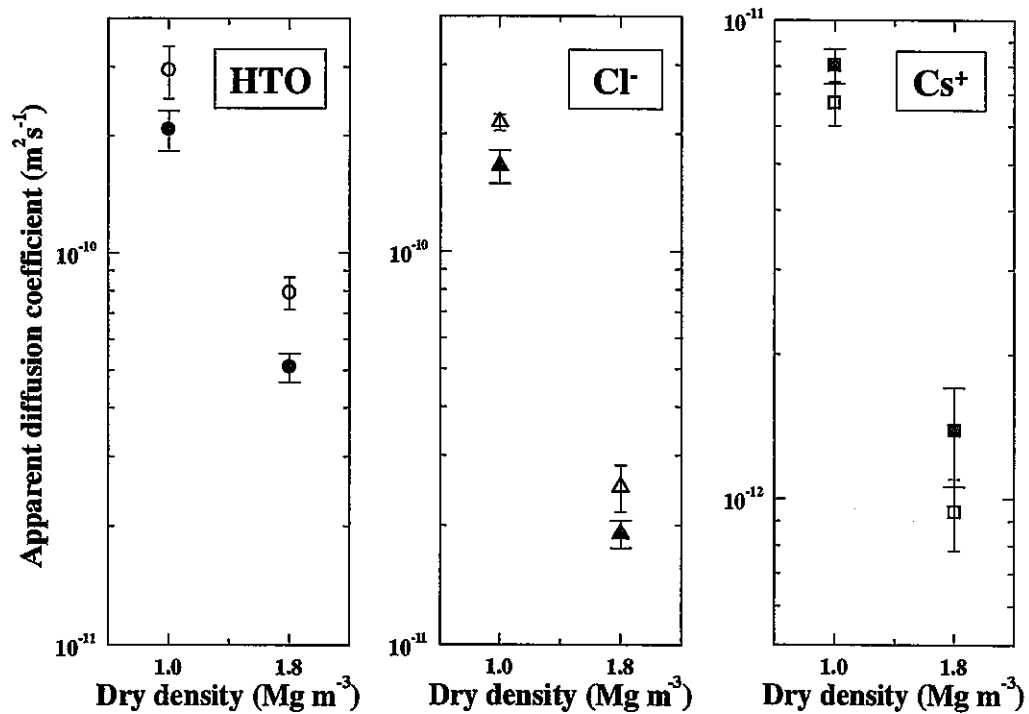 Apparent diffusion coefficient (m²s⁻¹)
HTO
10⁻¹⁰
10⁻¹¹
1.0
1.8
Dry density (Mg m⁻³)
Cl⁻
10⁻¹⁰
10⁻¹¹
1.0
1.8
Dry density (Mg m⁻³)
Cs⁺
10⁻¹¹
10⁻¹²
1.0
1.8
Dry density (Mg m⁻³)